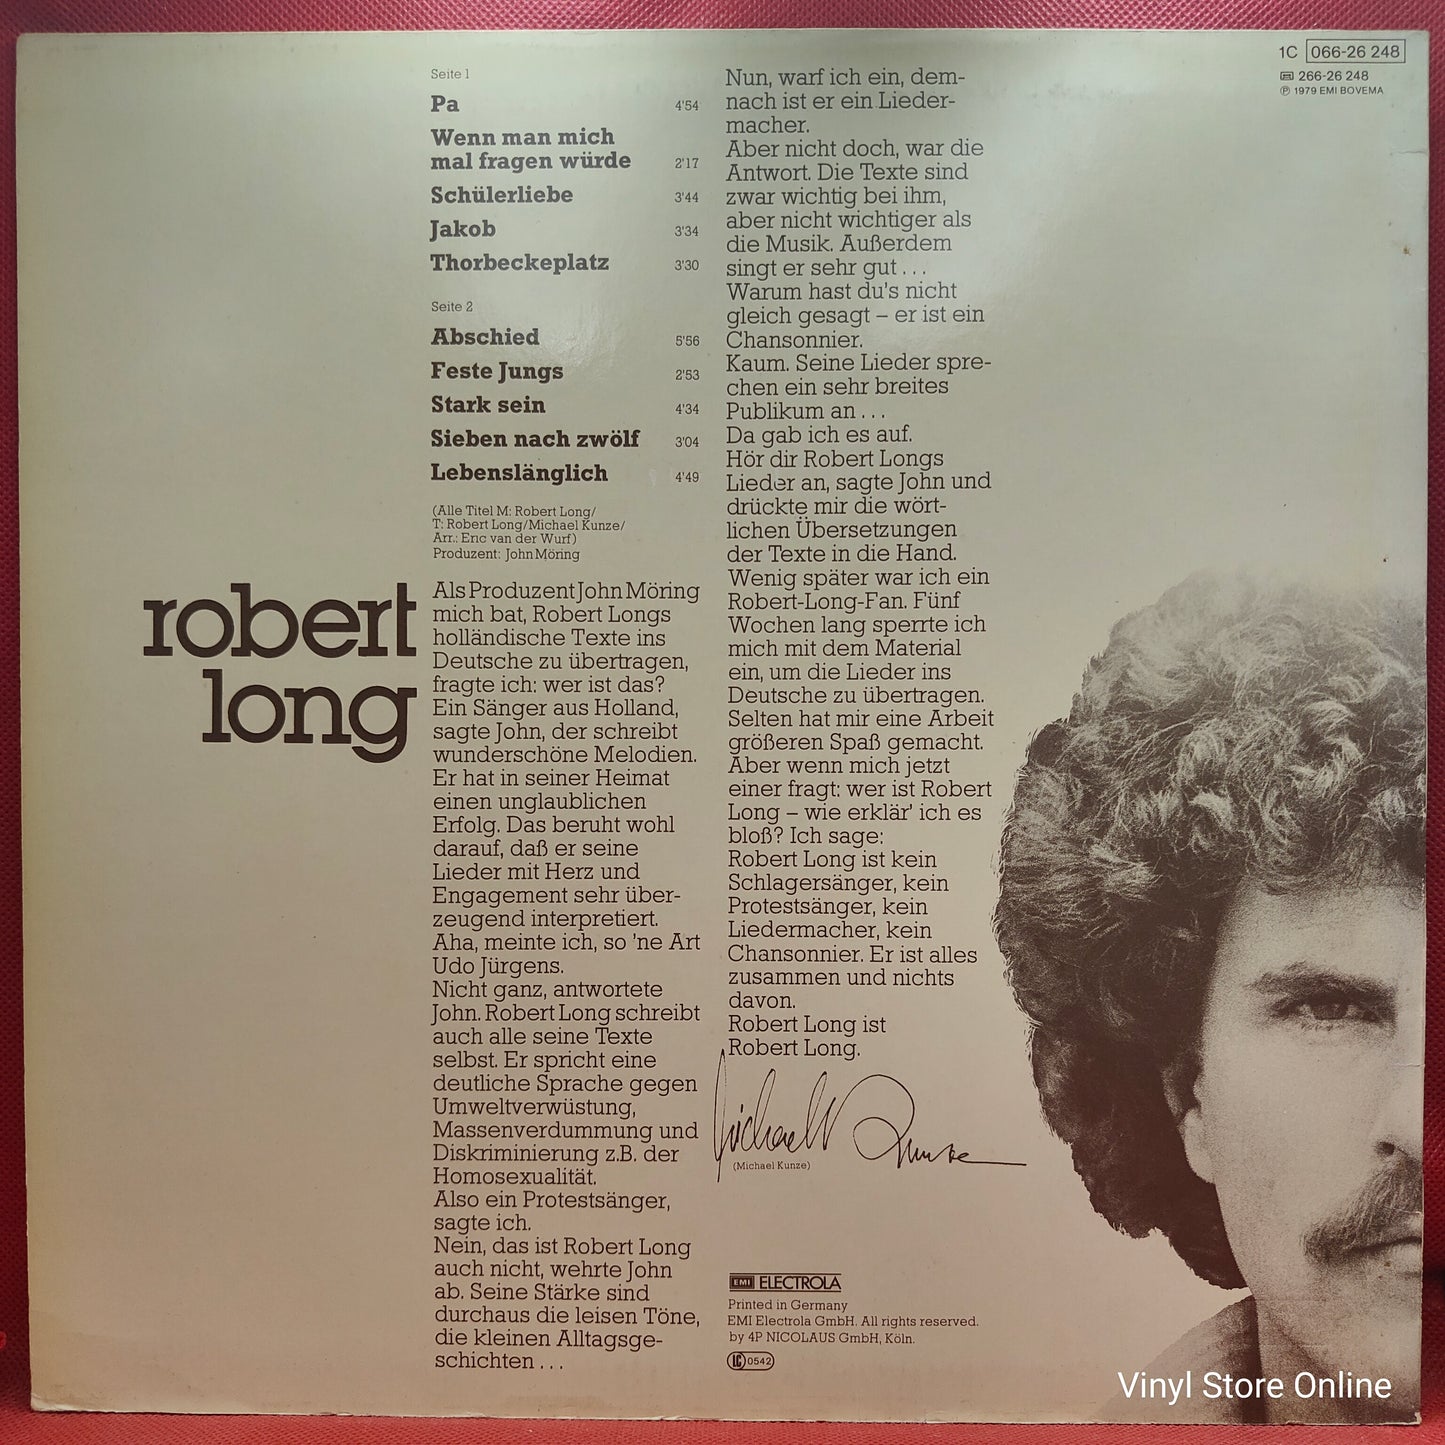 1C 066-26 248
266-26 248
℗ 1979 EMI BOVEMA
Seite 1
Pa 4'54
Wenn man mich
mal fragen würde 2'17
Schülerliebe 3'44
Jakob 3'34
Thorbeckeplatz 3'30
Seite 2
Abschied 5'56
Feste Jungs 2'53
Stark sein 4'34
Sieben nach zwölf 3'04
Lebenslänglich 4'49
(Alle Titel M: Robert Long/
T: Robert Long/Michael Kunze/
Arr.: Eric van der Wurf)
Produzent: John Möring
robert
long
Als Produzent John Möring
mich bat, Robert Longs
holländische Texte ins
Deutsche zu übertragen,
fragte ich: wer ist das?
Ein Sänger aus Holland,
sagte John, der schreibt
wunderschöne Melodien.
Er hat in seiner Heimat
einen unglaublichen
Erfolg. Das beruht wohl
darauf, daß er seine
Lieder mit Herz und
Engagement sehr über-
zeugend interpretiert.
Aha, meinte ich, so 'ne Art
Udo Jürgens.
Nicht ganz, antwortete
John. Robert Long schreibt
auch alle seine Texte
selbst. Er spricht eine
deutliche Sprache gegen
Umweltverwüstung,
Massenverdummung und
Diskriminierung z.B. der
Homosexualität.
Also ein Protestsänger,
sagte ich.
Nein, das ist Robert Long
auch nicht, wehrte John
ab. Seine Stärke sind
durchaus die leisen Töne,
die kleinen Alltagsge-
schichten . . .
Nun, warf ich ein, dem-
nach ist er ein Lieder-
macher.
Aber nicht doch, war die
Antwort. Die Texte sind
zwar wichtig bei ihm,
aber nicht wichtiger als
die Musik. Außerdem
singt er sehr gut . . .
Warum hast du's nicht
gleich gesagt – er ist ein
Chansonnier.
Kaum. Seine Lieder spre-
chen ein sehr breites
Publikum an . . .
Da gab ich es auf.
Hör dir Robert Longs
Lieder an, sagte John und
drückte mir die wört-
lichen Übersetzungen
der Texte in die Hand.
Wenig später war ich ein
Robert-Long-Fan. Fünf
Wochen lang sperrte ich
mich mit dem Material
ein, um die Lieder ins
Deutsche zu übertragen.
Selten hat mir eine Arbeit
größeren Spaß gemacht.
Aber wenn mich jetzt
einer fragt: wer ist Robert
Long – wie erklär' ich es
bloß? Ich sage:
Robert Long ist kein
Schlagersänger, kein
Protestsänger, kein
Liedermacher, kein
Chansonnier. Er ist alles
zusammen und nichts
davon.
Robert Long ist
Robert Long.
Michael Kunze
(Michael Kunze)
EMI ELECTROLA
Printed in Germany
EMI Electrola GmbH. All rights reserved.
by 4P NICOLAUS GmbH, Köln.
LC 0542
Vinyl Store Online